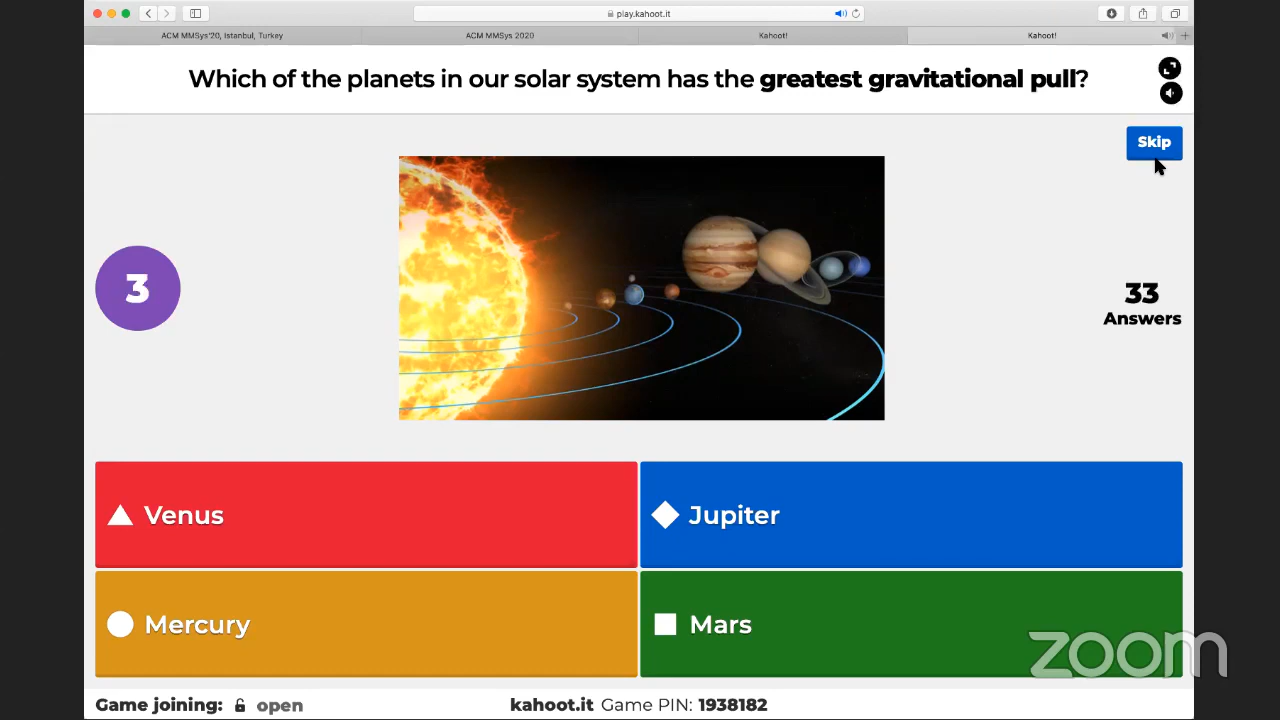 play.kahoot.it
ACM MMSys'20, Istanbul, Turkey
ACM MMSys 2020
Kahoot!
Kahoot!
Which of the planets in our solar system has the greatest gravitational pull?
Skip
3
33
Answers
Venus
Jupiter
Mercury
Mars
zoom
Game joining: open
kahoot.it Game PIN: 1938182